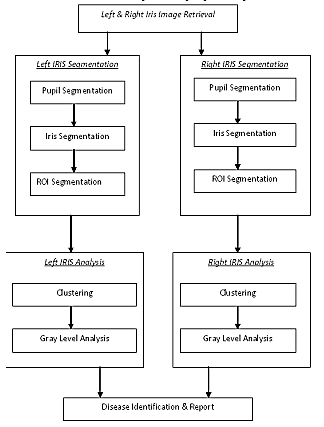 Left & Right Iris Image Retrieval
Left IRIS Segmentation
Pupil Segmentation
Iris Segmentation
ROI Segmentation
Right IRIS Segmentation
Pupil Segmentation
Iris Segmentation
ROI Segmentation
Left IRIS Analysis
Clustering
Gray Level Analysis
Right IRIS Analysis
Clustering
Gray Level Analysis
Disease Identification & Report